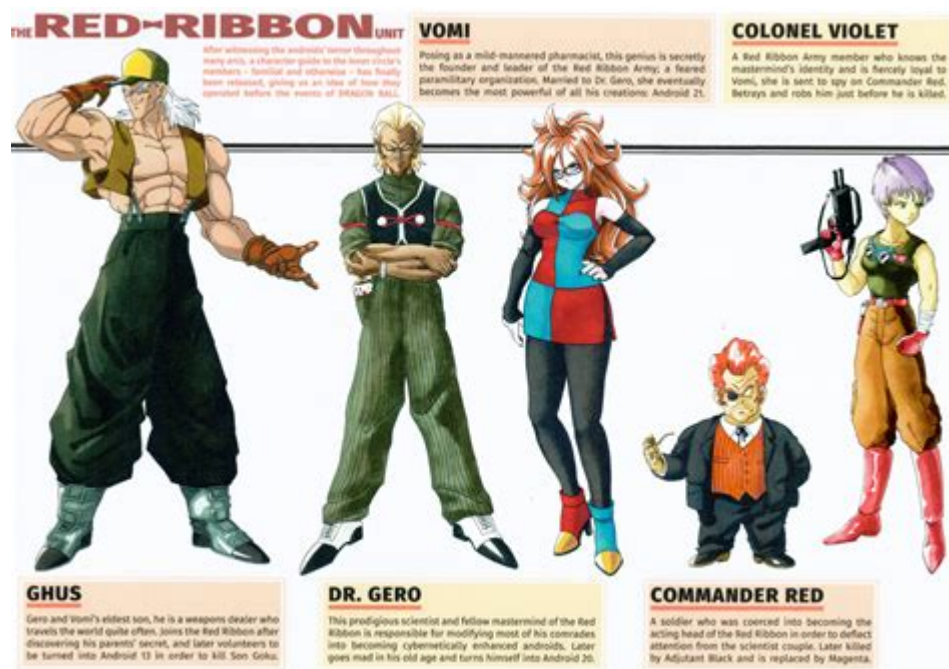 THE RED-RIBBON UNIT
After witnessing the androids' terror throughout
many arcs, a character guide to the inner circle's
members - familial and otherwise - has finally
been released, giving us an idea of how they
operated before the events of DRAGON BALL.
VOMI
Posing as a mild-mannered pharmacist, this genius is secretly
the founder and leader of the Red Ribbon Army; a feared
paramilitary organization. Married to Dr. Gero, she eventually
becomes the most powerful of all his creations: Android 21.
COLONEL VIOLET
A Red Ribbon Army member who knows the
mastermind's identity and is fiercely loyal to
Vomi, she is sent to spy on Commander Red.
Betrays and robs him just before he is killed.
GHUS
Gero and Vomi's eldest son, he is a weapons dealer who
travels the world quite often. Joins the Red Ribbon after
discovering his parents' secret, and later volunteers to
be turned into Android 13 in order to kill Son Goku.
DR. GERO
This prodigious scientist and fellow mastermind of the Red
Ribbon is responsible for modifying most of his comrades
into becoming cybernetically enhanced androids. Later
goes mad in his old age and turns himself into Android 20.
COMMANDER RED
A soldier who was coerced into becoming the
acting head of the Red Ribbon in order to deflect
attention from the scientist couple. Later killed
by Adjutant Black and is replaced by Magenta.